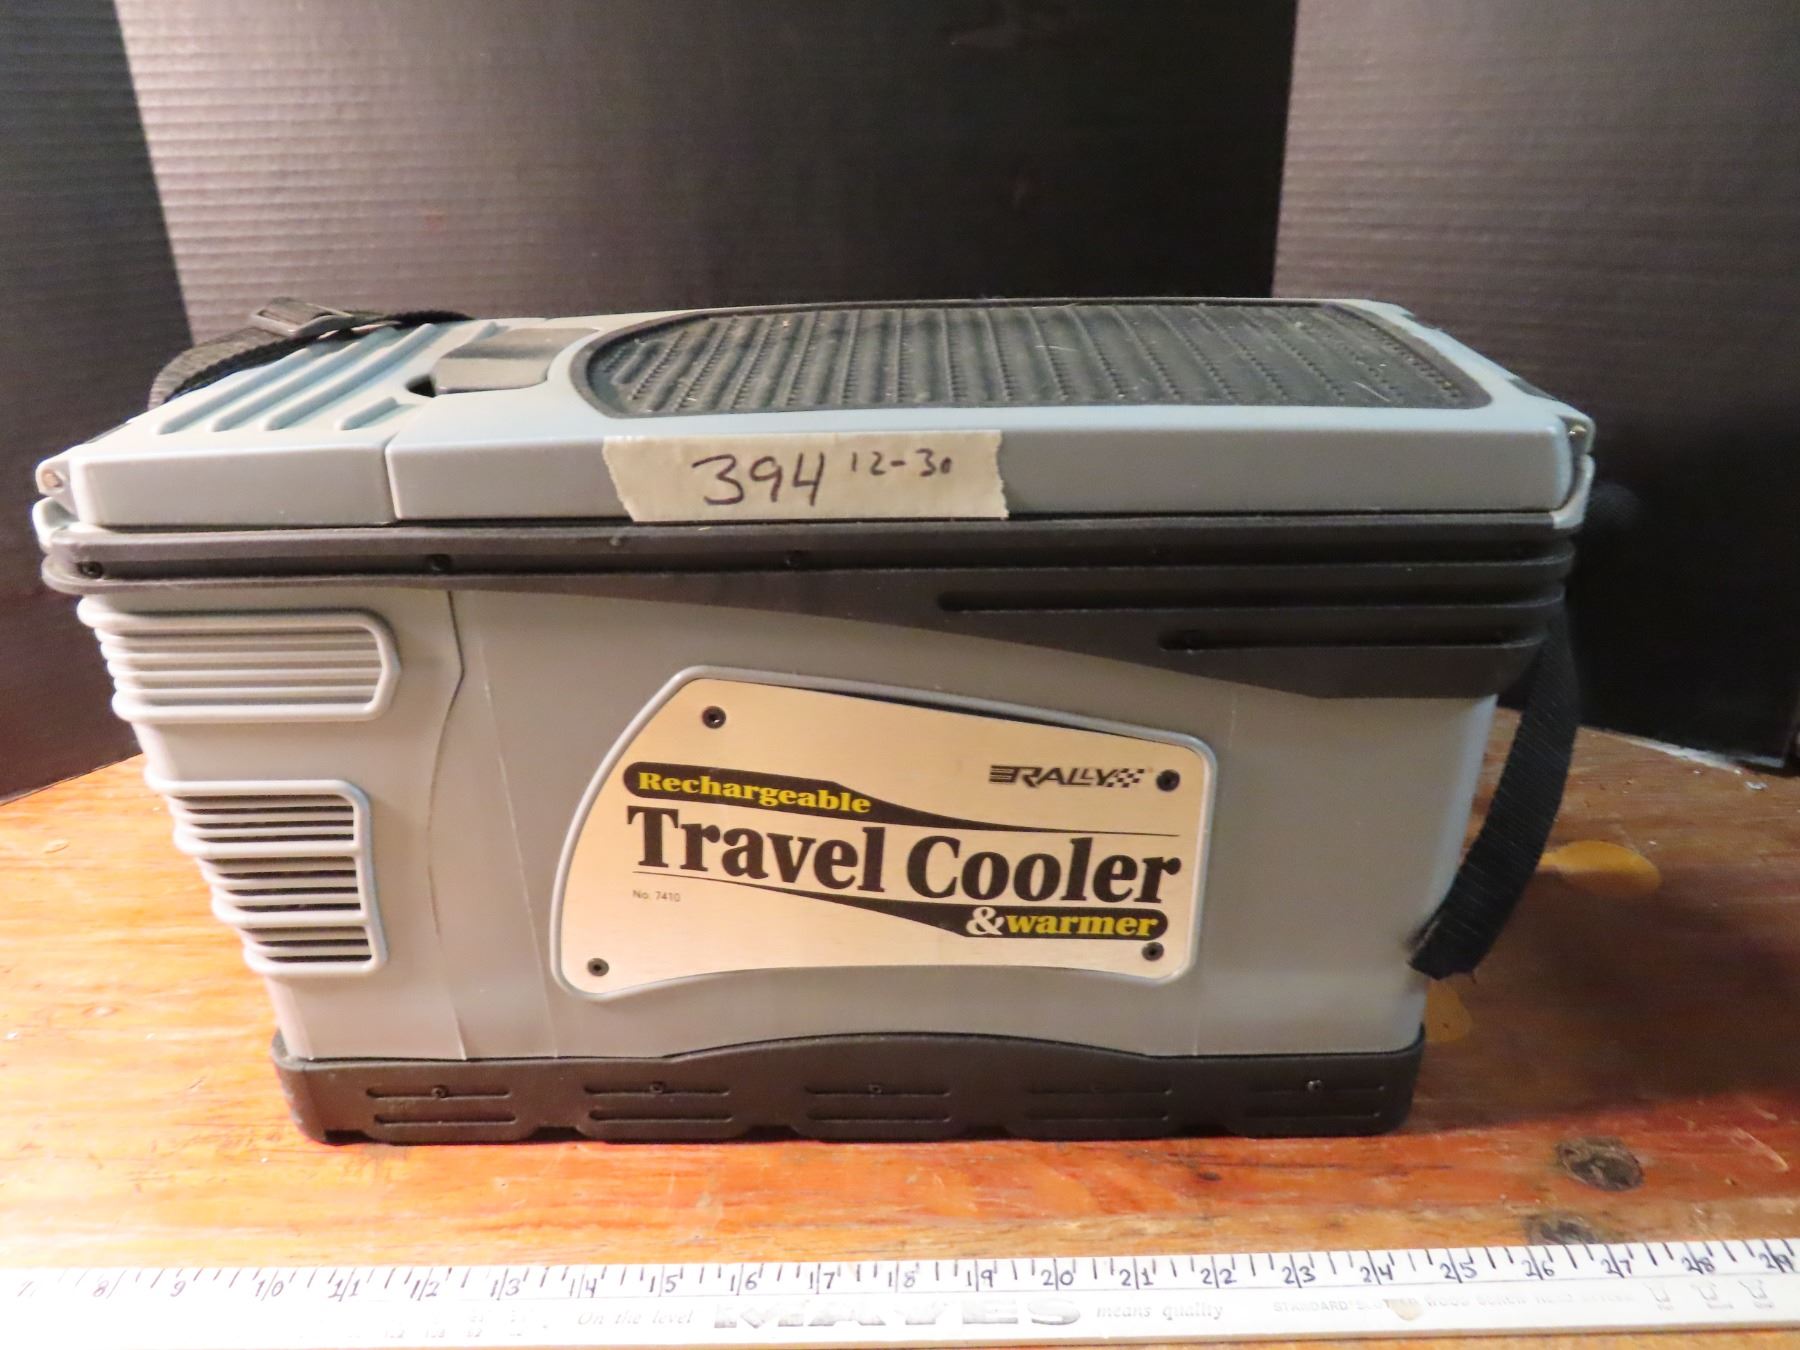 394 12-30
RALLY
Rechargeable
Travel Cooler
No. 7410
&warmer
7 8 9 10 11 12 13 14 15 16 17 18 19 20 21 22 23 24 25 26 27 28 29
On the level MAYES means quality